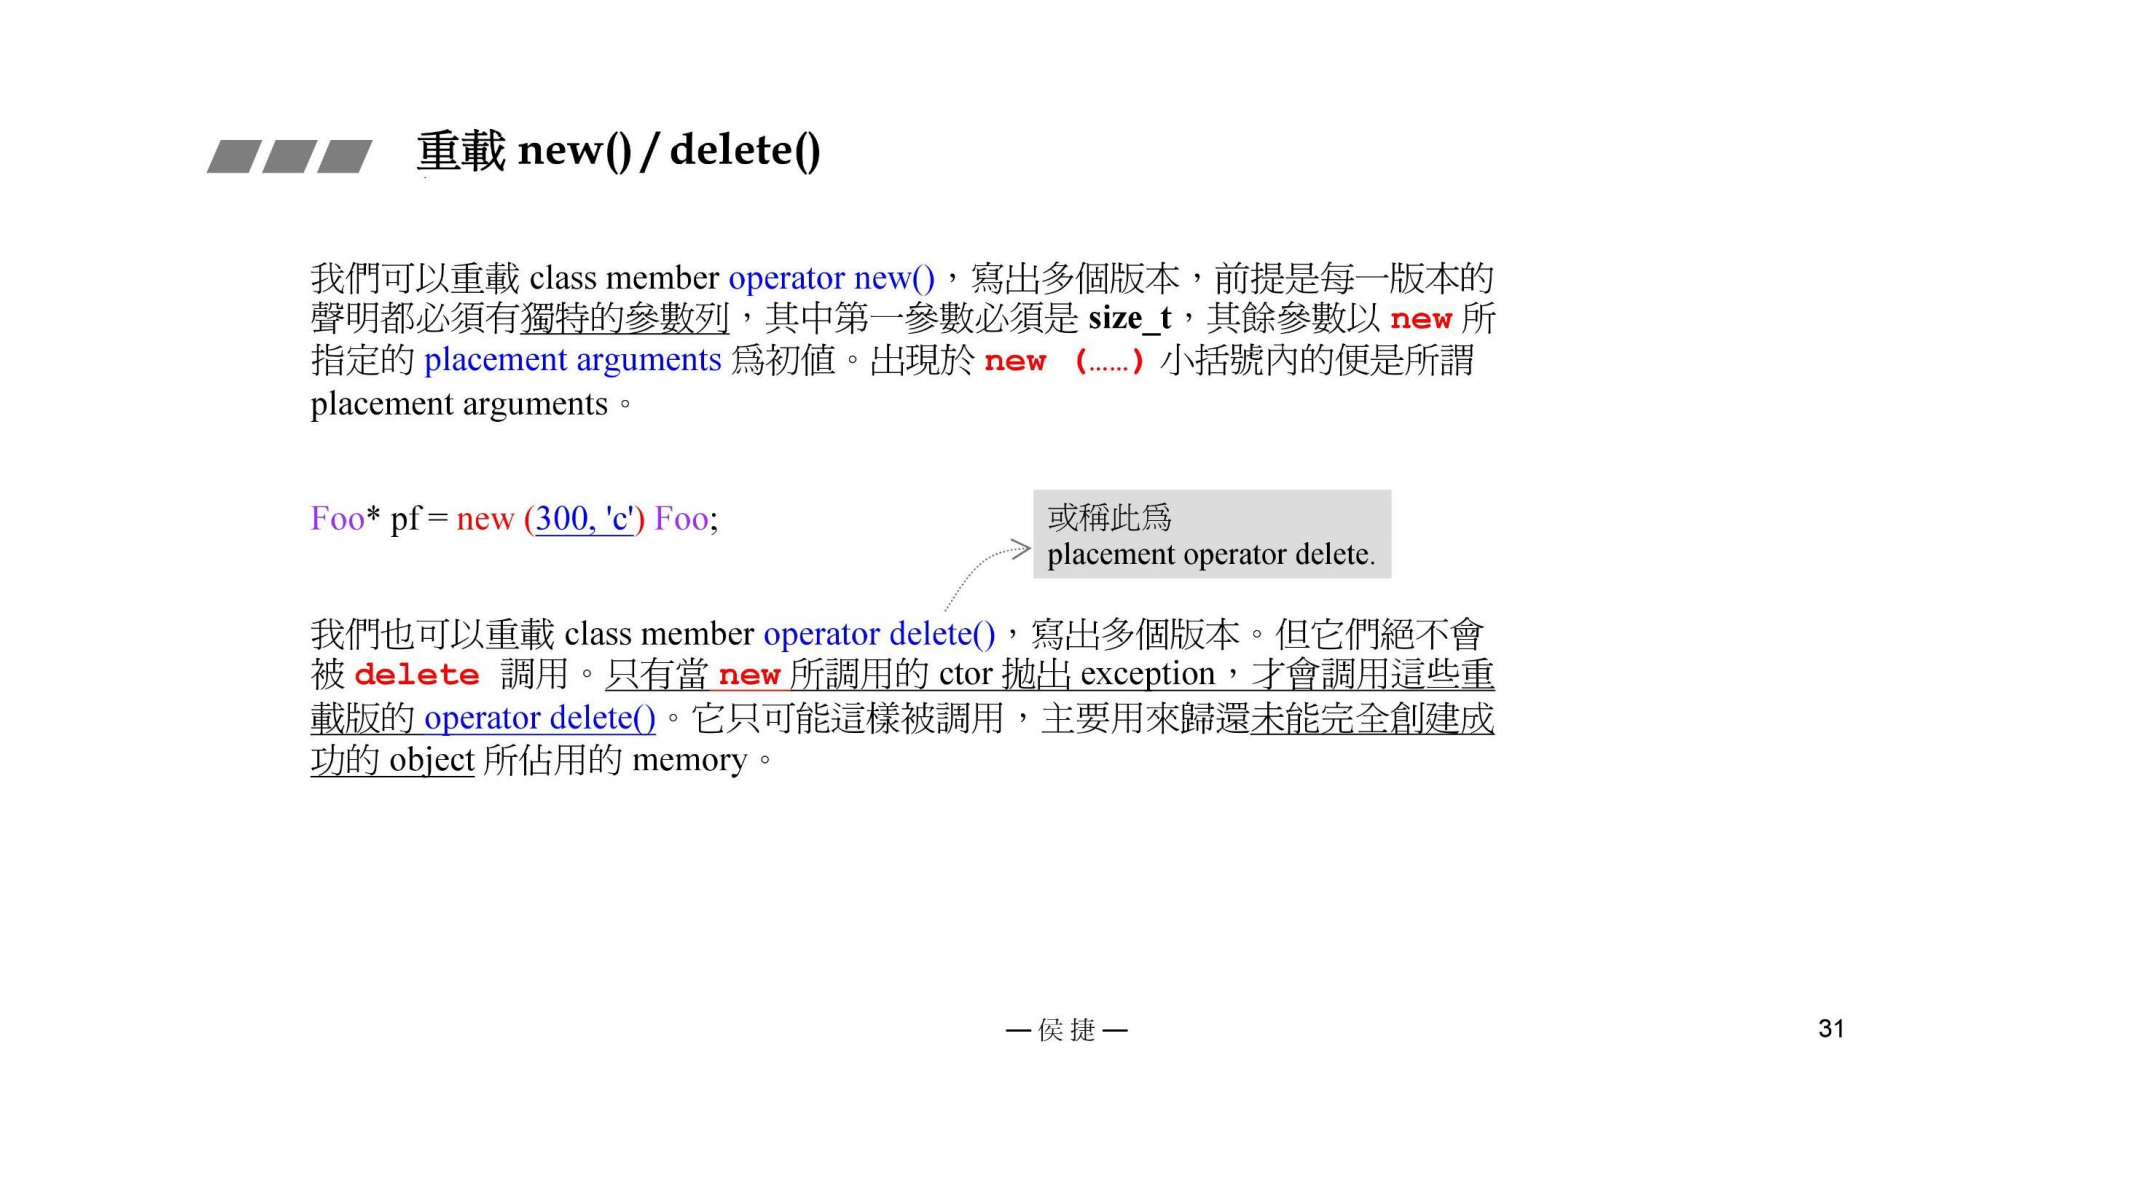 重載 new() / delete()
我們可以重載 class member operator new()，寫出多個版本，前提是每一版本的
聲明都必須有獨特的參數列，其中第一參數必須是 size_t，其餘參數以 new 所
指定的 placement arguments 為初值。出現於 new (……) 小括號內的便是所謂
placement arguments。
Foo* pf = new (300, 'c') Foo;
或稱此為
placement operator delete.
我們也可以重載 class member operator delete()，寫出多個版本。但它們絕不會
被 delete 調用。只有當 new 所調用的 ctor 拋出 exception，才會調用這些重
載版的 operator delete()。它只可能這樣被調用，主要用來歸還未能完全創建成
功的 object 所佔用的 memory。
— 侯 捷 —
31